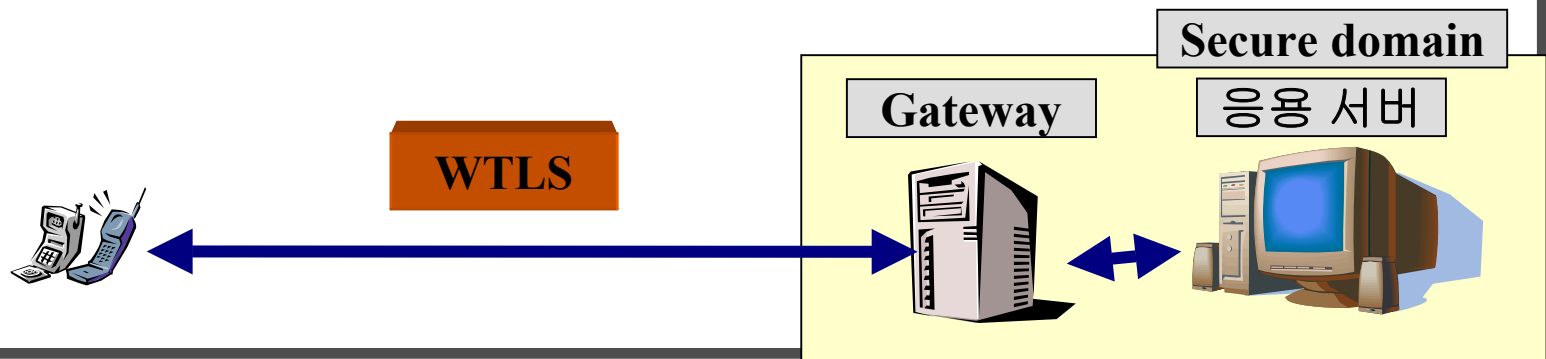 Secure domain
Gateway
응용 서버
WTLS